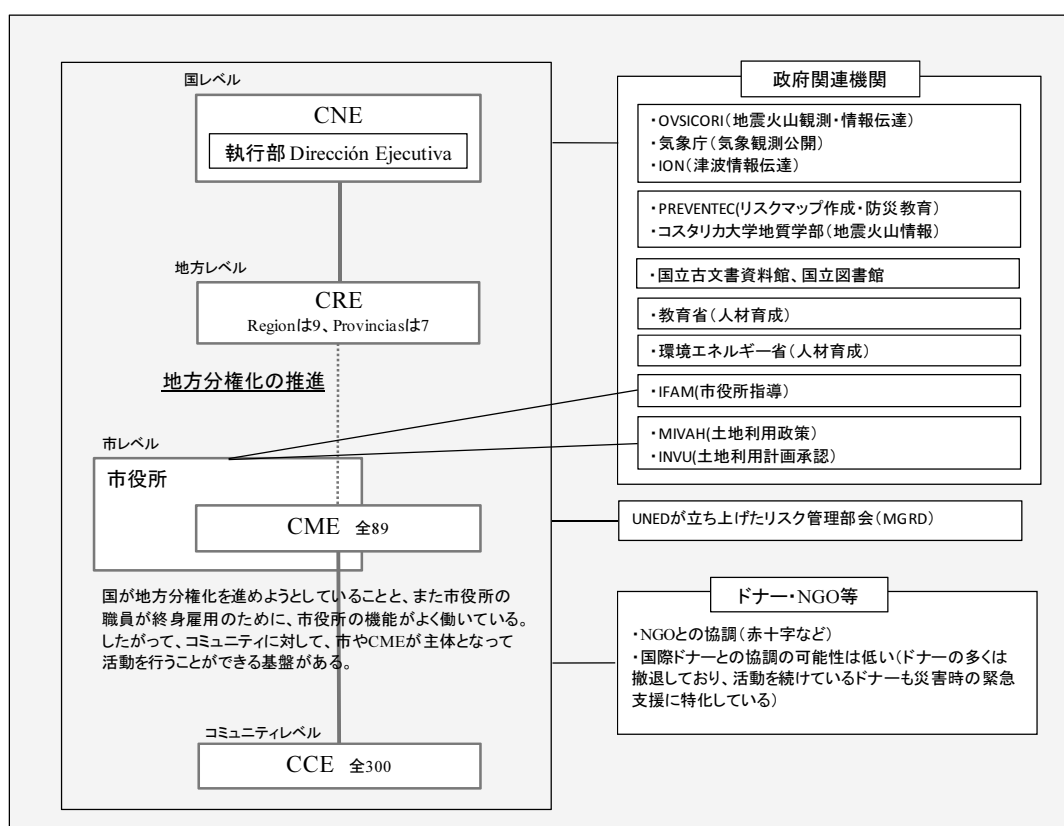 国レベル
CNE
執行部 Dirección Ejecutiva
地方レベル
CRE
Regionは9、Provinciasは7
地方分権化の推進
市レベル
市役所
CME 全89
国が地方分権化を進めようとしていることと、また市役所の
職員が終身雇用のために、市役所の機能がよく働いている。
したがって、コミュニティに対して、市やCMEが主体となって
活動を行うことができる基盤がある。
コミュニティレベル
CCE 全300
政府関連機関
・OVSICORI(地震火山観測・情報伝達)
・気象庁(気象観測公開)
・ION(津波情報伝達)
・PREVENTEC(リスクマップ作成・防災教育)
・コスタリカ大学地質学部(地震火山情報)
・国立古文書資料館、国立図書館
・教育省(人材育成)
・環境エネルギー省(人材育成)
・IFAM(市役所指導)
・MIVAH(土地利用政策)
・INVU(土地利用計画承認)
UNEDが立ち上げたリスク管理部会(MGRD)
ドナー・NGO等
・NGOとの協調(赤十字など)
・国際ドナーとの協調の可能性は低い(ドナーの多くは
撤退しており、活動を続けているドナーも災害時の緊急
支援に特化している)